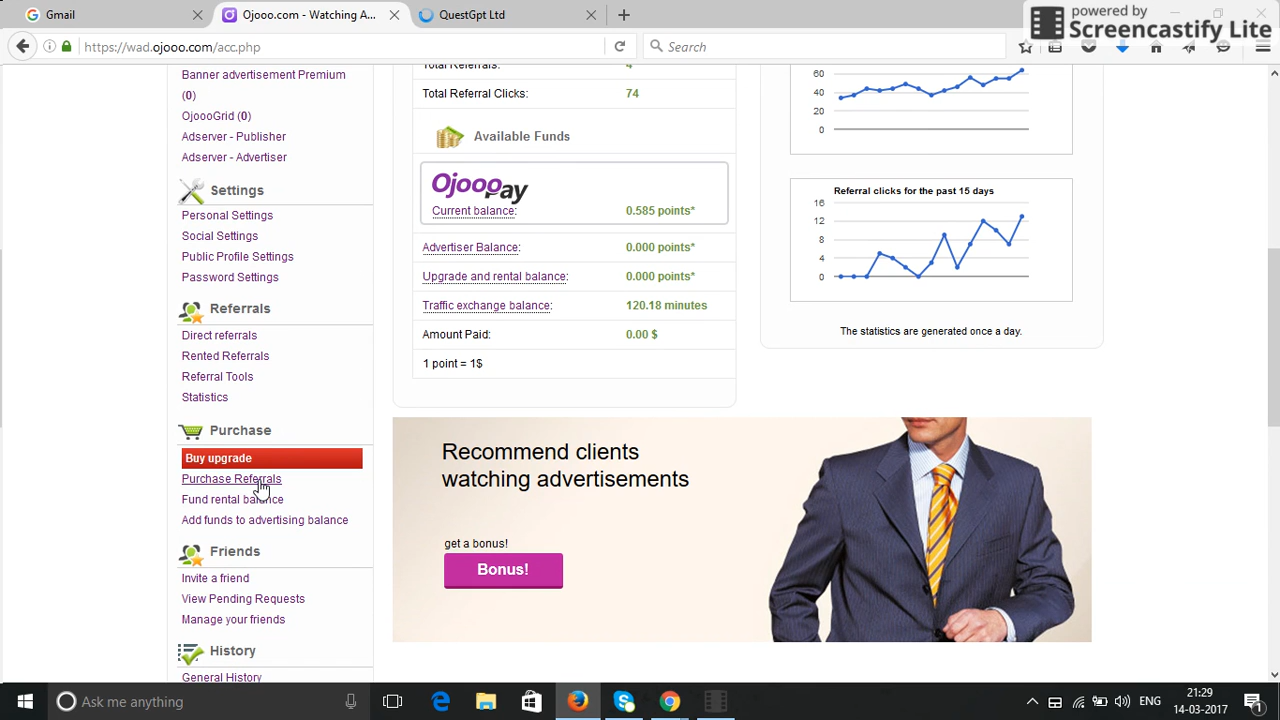 Gmail
Ojooo.com - Watching A...
QuestGpt Ltd
powered by
Screencastify Lite
https://wad.ojooo.com/acc.php
Search
Banner advertisement Premium
(0)
OjoooGrid (0)
Adserver - Publisher
Adserver - Advertiser
Settings
Personal Settings
Social Settings
Public Profile Settings
Password Settings
Referrals
Direct referrals
Rented Referrals
Referral Tools
Statistics
Purchase
Buy upgrade
Purchase Referrals
Fund rental balance
Add funds to advertising balance
Friends
Invite a friend
View Pending Requests
Manage your friends
History
General History
Total Referrals: 4
Total Referral Clicks: 74
Available Funds
OjoooPay
Current balance: 0.585 points*
Advertiser Balance: 0.000 points*
Upgrade and rental balance: 0.000 points*
Traffic exchange balance: 120.18 minutes
Amount Paid: 0.00 $
1 point = 1$
60
40
20
0
Referral clicks for the past 15 days
16
12
8
4
0
The statistics are generated once a day.
Recommend clients
watching advertisements
get a bonus!
Bonus!
Ask me anything
ENG
21:29
14-03-2017
1